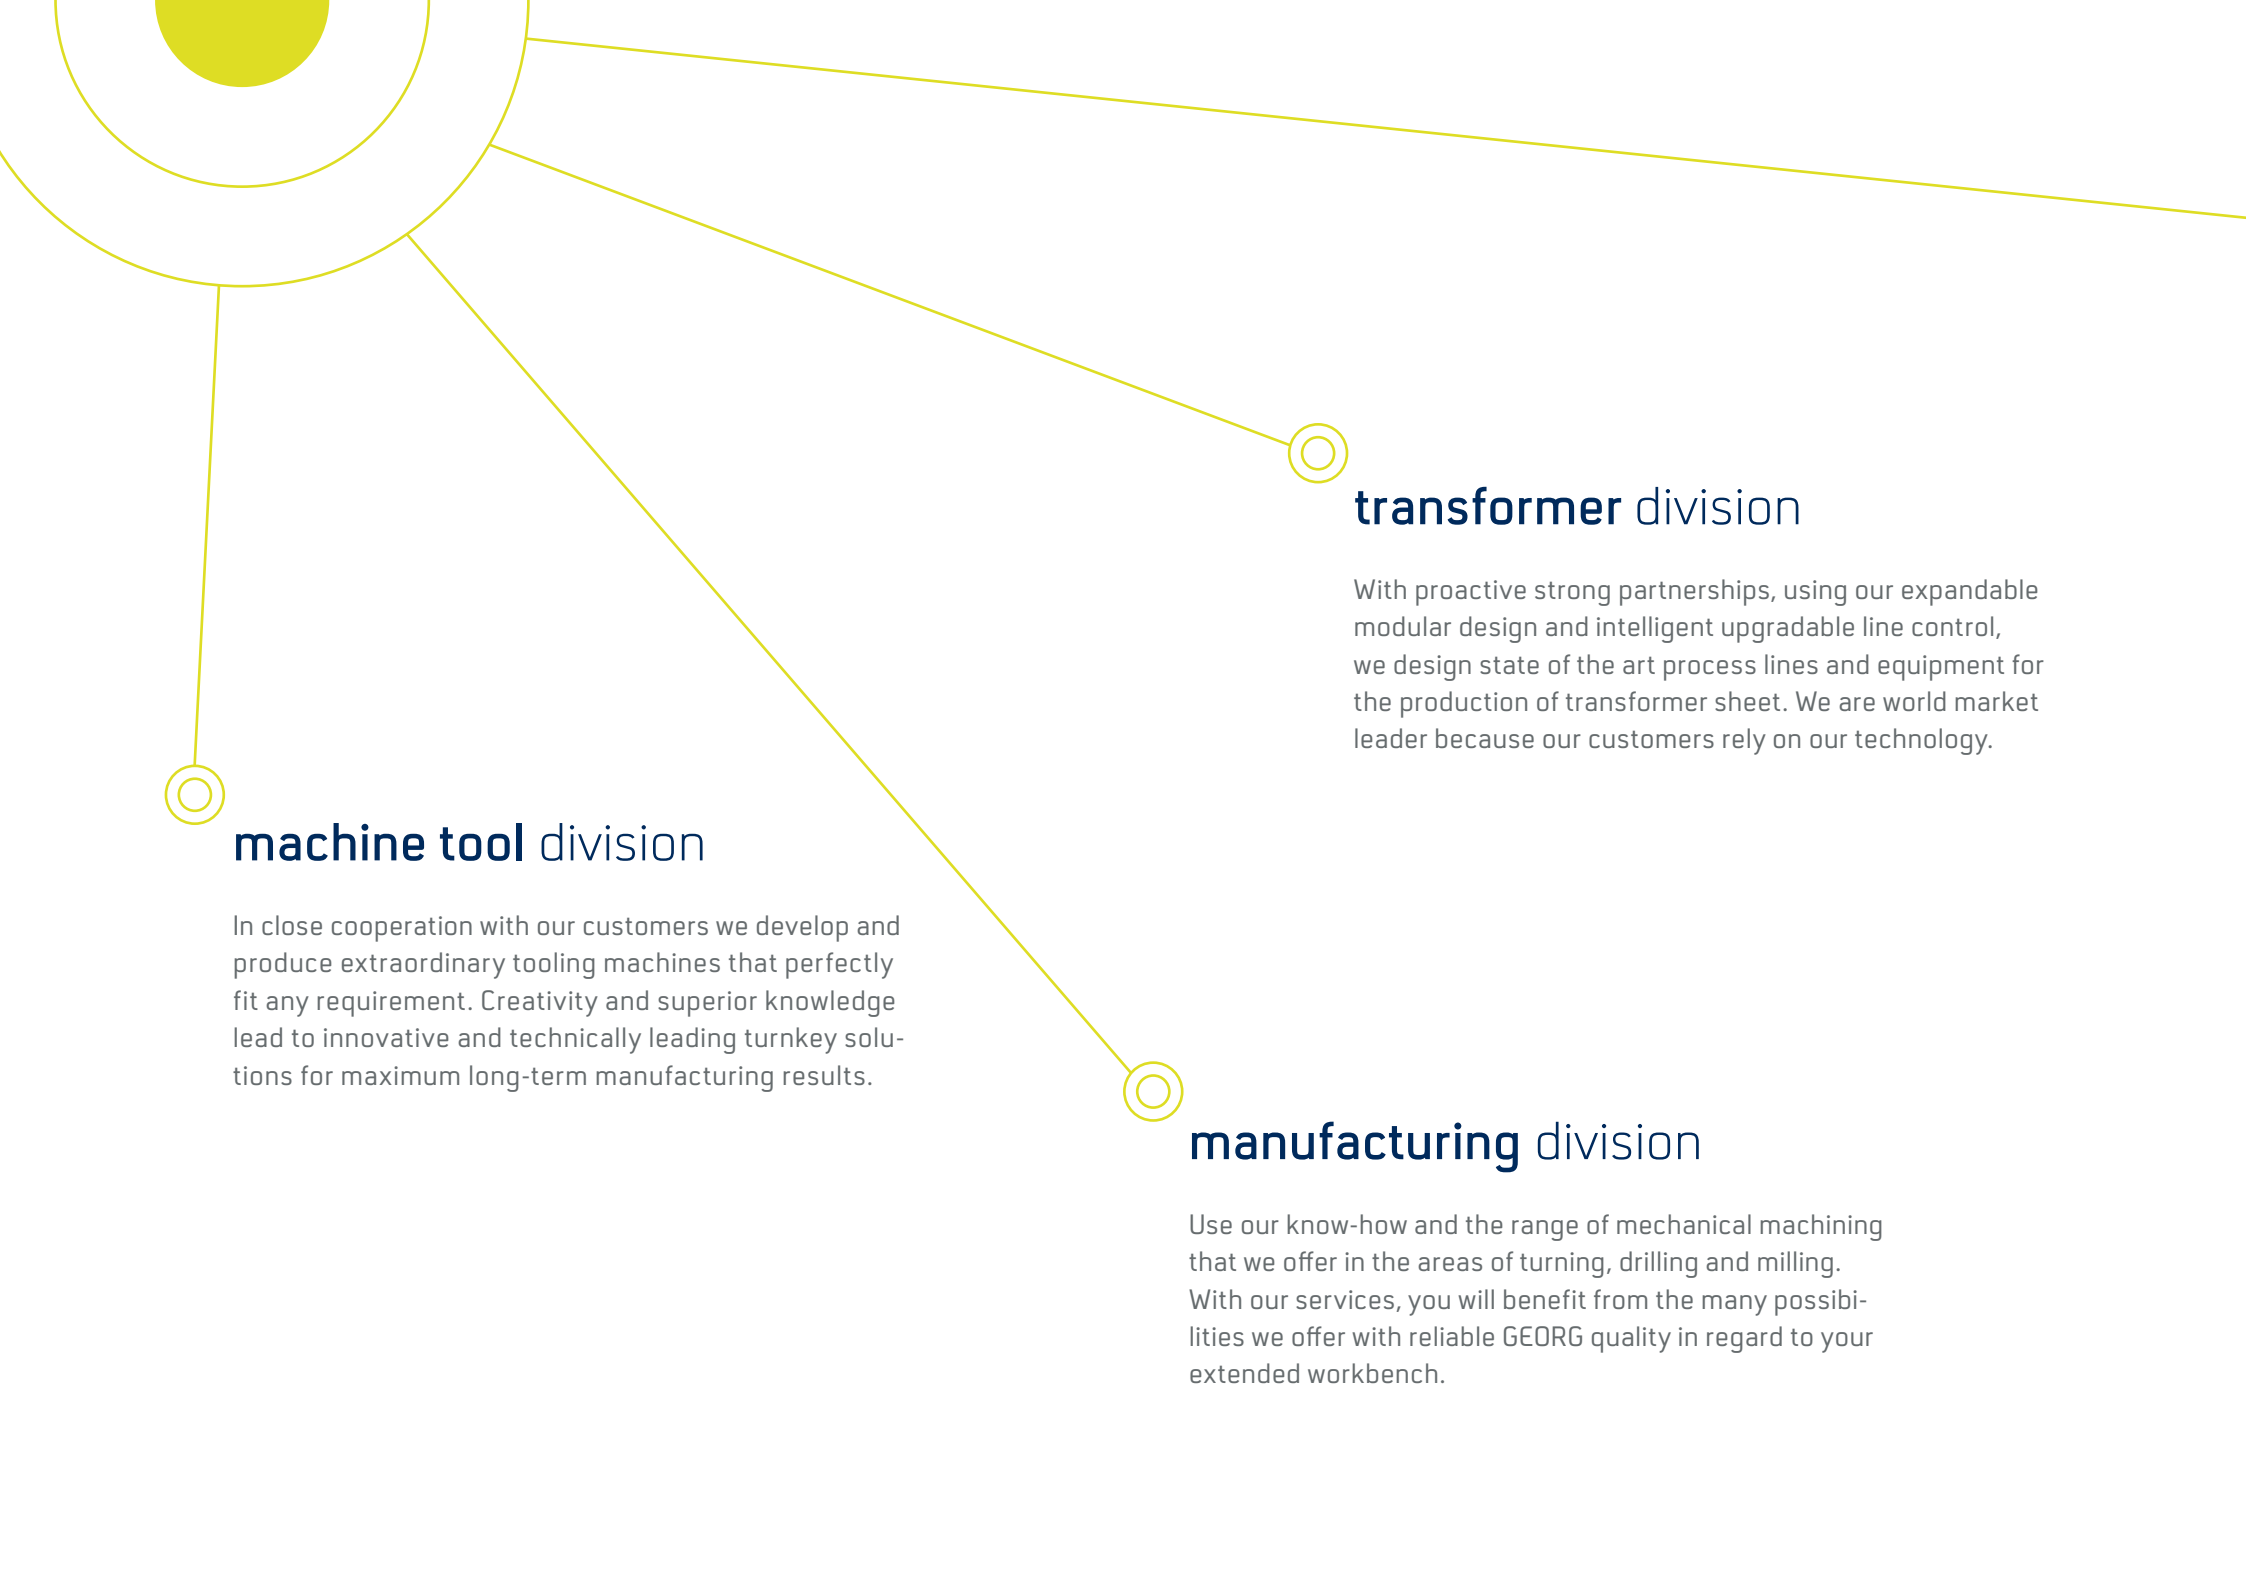 transformer division
With proactive strong partnerships, using our expandable
modular design and intelligent upgradable line control,
we design state of the art process lines and equipment for
the production of transformer sheet. We are world market
leader because our customers rely on our technology.
machine tool division
In close cooperation with our customers we develop and
produce extraordinary tooling machines that perfectly
fit any requirement. Creativity and superior knowledge
lead to innovative and technically leading turnkey solu-
tions for maximum long-term manufacturing results.
manufacturing division
Use our know-how and the range of mechanical machining
that we offer in the areas of turning, drilling and milling.
With our services, you will benefit from the many possibi-
lities we offer with reliable GEORG quality in regard to your
extended workbench.